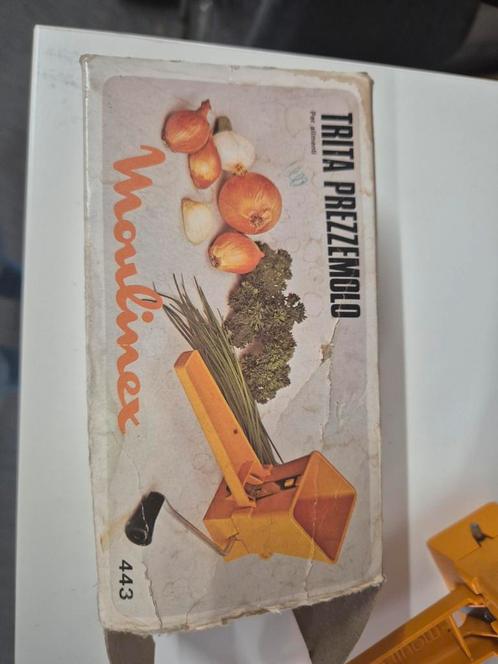 TRITA PREZZEMOLO
Per alimenti
Moulinex
443